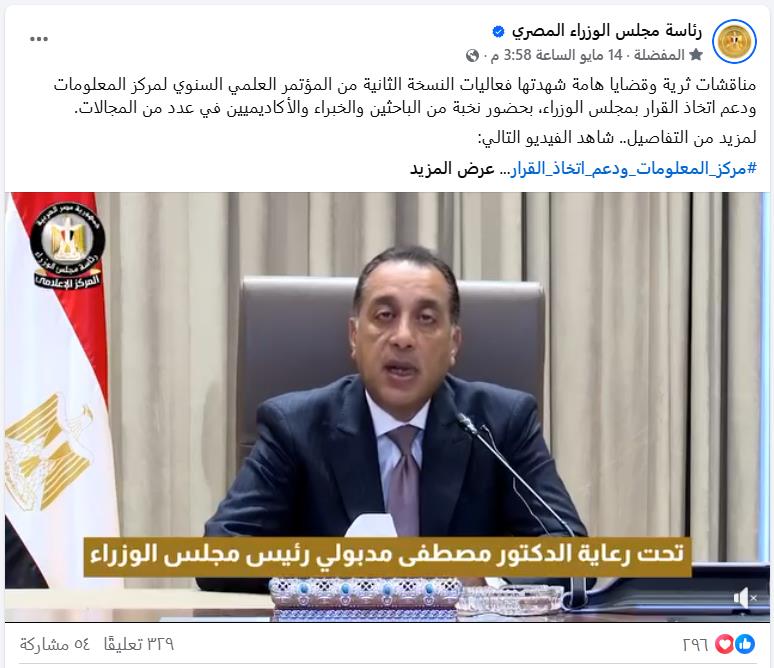 رئاسة مجلس الوزراء المصري
المفضلة · 14 مايو الساعة 3:58 م ·
مناقشات ثرية وقضايا هامة شهدتها فعاليات النسخة الثانية من المؤتمر العلمي السنوي لمركز المعلومات
ودعم اتخاذ القرار بمجلس الوزراء، بحضور نخبة من الباحثين والخبراء والأكاديميين في عدد من المجالات.
لمزيد من التفاصيل.. شاهد الفيديو التالي:
#مركز_المعلومات_ودعم_اتخاذ_القرار... عرض المزيد
جمهورية مصر العربية
رئاسة مجلس الوزراء
المركز الإعلامى
تحت رعاية الدكتور مصطفى مدبولي رئيس مجلس الوزراء
٢٩٦
٣٢٩ تعليقًا ٥٤ مشاركة